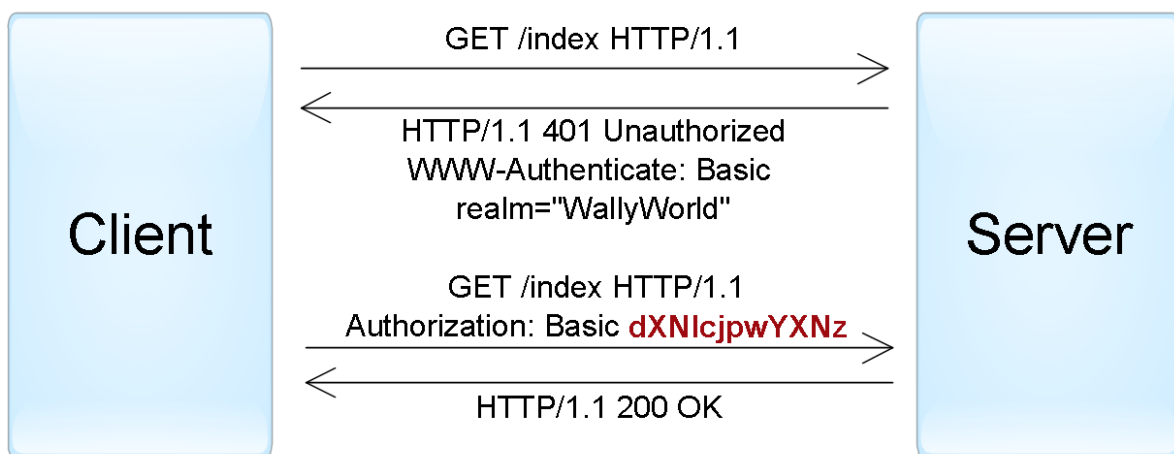 GET /index HTTP/1.1
HTTP/1.1 401 Unauthorized
WWW-Authenticate: Basic
realm="WallyWorld"
Client
Server
GET /index HTTP/1.1
Authorization: Basic dXNlcjpwYXNz
HTTP/1.1 200 OK